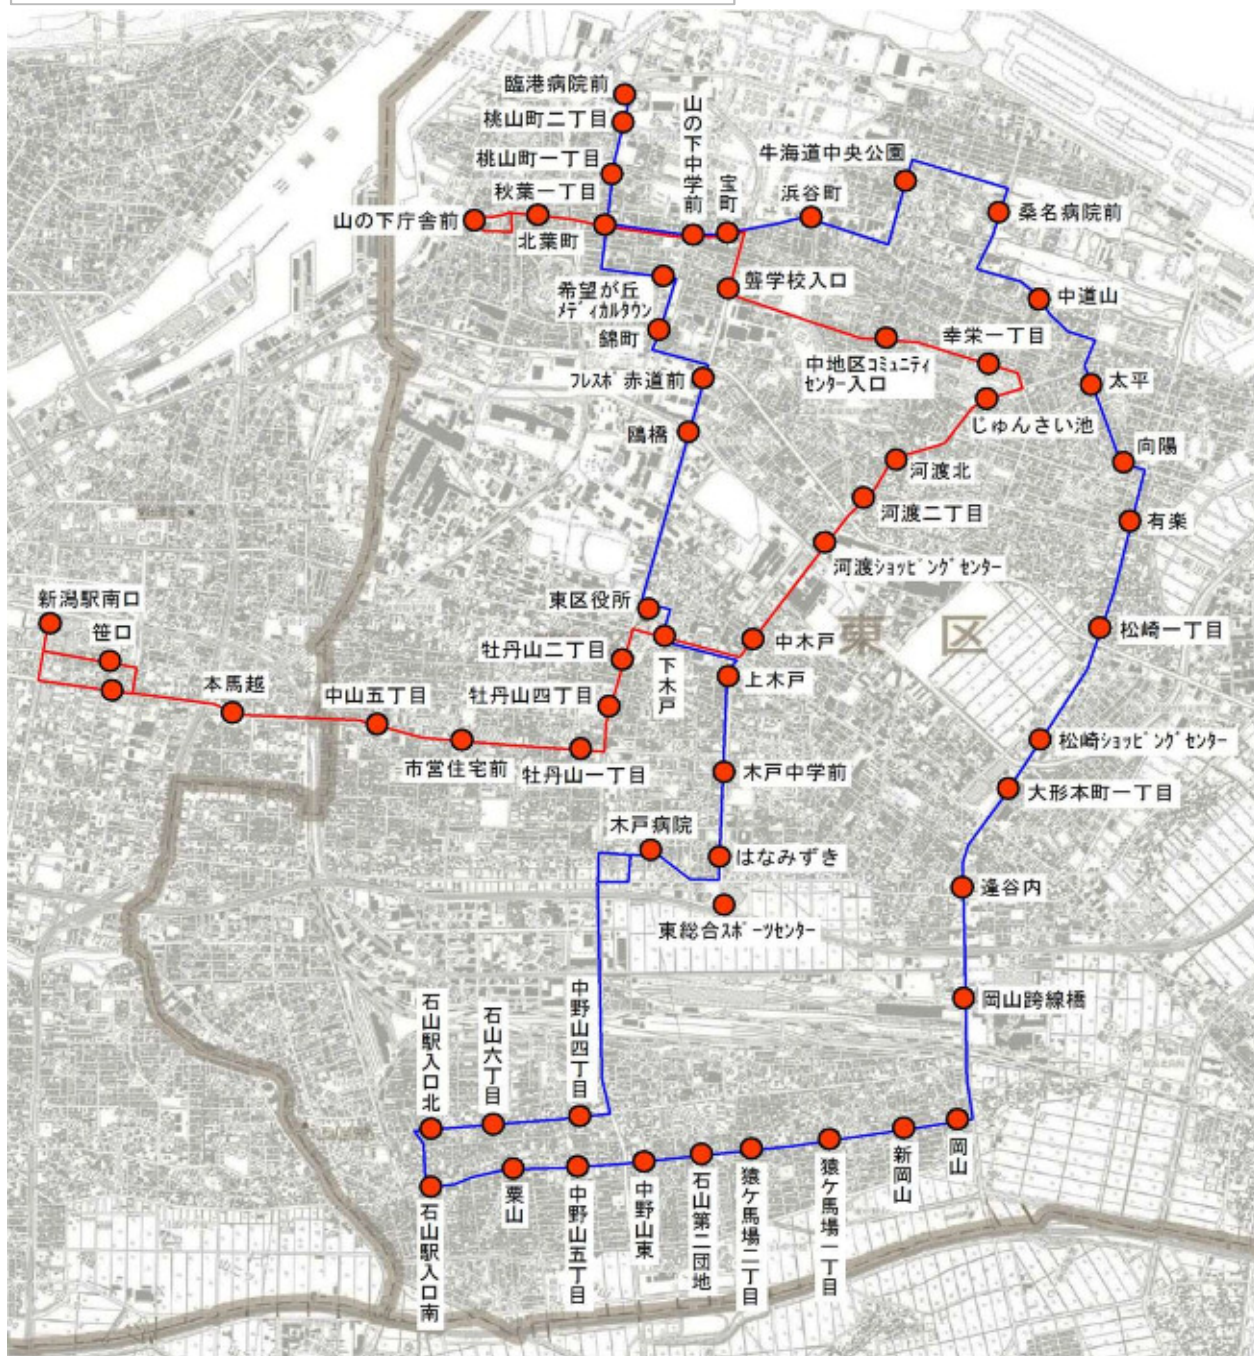 臨港病院前
桃山町二丁目
桃山町一丁目
秋葉一丁目
山の下庁舎前
北葉町
山の下中学前
宝町
浜谷町
牛海道中央公園
桑名病院前
聾学校入口
希望が丘
ﾒﾃﾞｨｶﾙﾀｳﾝ
錦町
中道山
幸栄一丁目
中地区ｺﾐｭﾆﾃｨ
ｾﾝﾀｰ入口
フレスポ赤道前
太平
じゅんさい池
鴎橋
向陽
河渡北
河渡二丁目
有楽
河渡ｼｮｯﾋﾟﾝｸﾞｾﾝﾀｰ
新潟駅南口
笹口
東区役所
東区
松崎一丁目
牡丹山二丁目
下木戸
中木戸
上木戸
本馬越
中山五丁目
牡丹山四丁目
市営住宅前
牡丹山一丁目
松崎ｼｮｯﾋﾟﾝｸﾞｾﾝﾀｰ
木戸中学前
大形本町一丁目
木戸病院
はなみずき
逢谷内
東総合ｽﾎﾟｰﾂｾﾝﾀｰ
岡山跨線橋
石山駅入口北
石山六丁目
中野山四丁目
石山駅入口南
粟山
中野山五丁目
中野山東
石山第二団地
猿ケ馬場二丁目
猿ケ馬場一丁目
新岡山
岡山